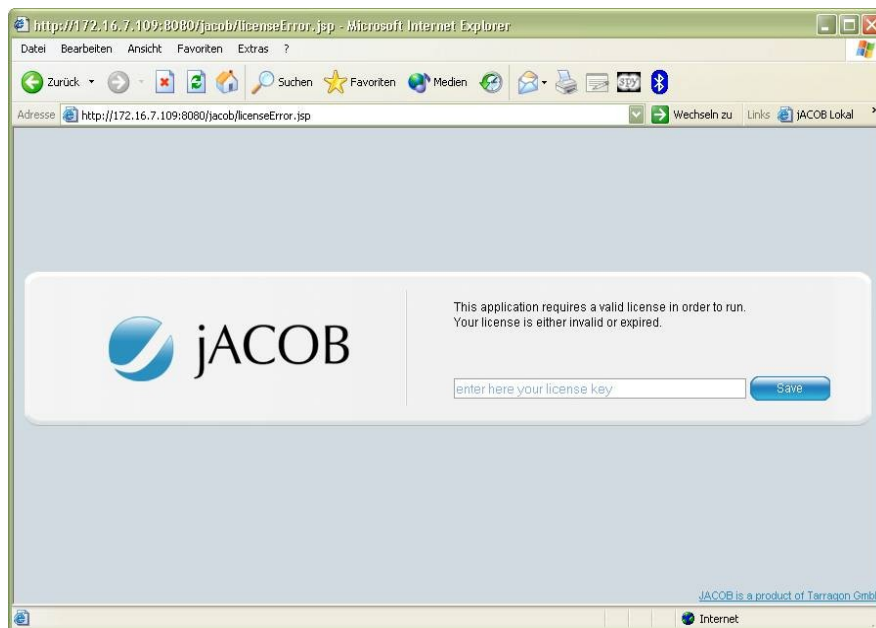 http://172.16.7.109:8080/jacob/licenseError.jsp - Microsoft Internet Explorer
Datei Bearbeiten Ansicht Favoriten Extras ?
Zurück Suchen Favoriten Medien
Adresse http://172.16.7.109:8080/jacob/licenseError.jsp Wechseln zu Links jACOB Lokal
This application requires a valid license in order to run.
Your license is either invalid or expired.
jACOB
enter here your license key Save
jACOB is a product of Tarragon
Internet